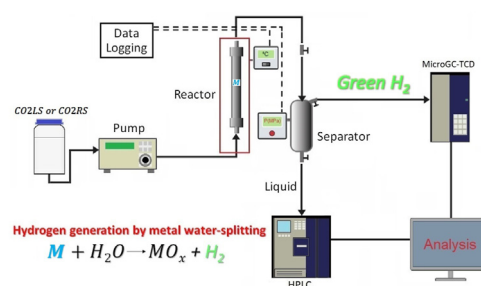 Data
Logging
°C
MicroGC-TCD
Green H₂
Reactor
M
CO2LS or CO2RS
Pump
Separator
Liquid
Hydrogen generation by metal water-splitting
M + H₂O → MOₓ + H₂
Analysis
HPLC